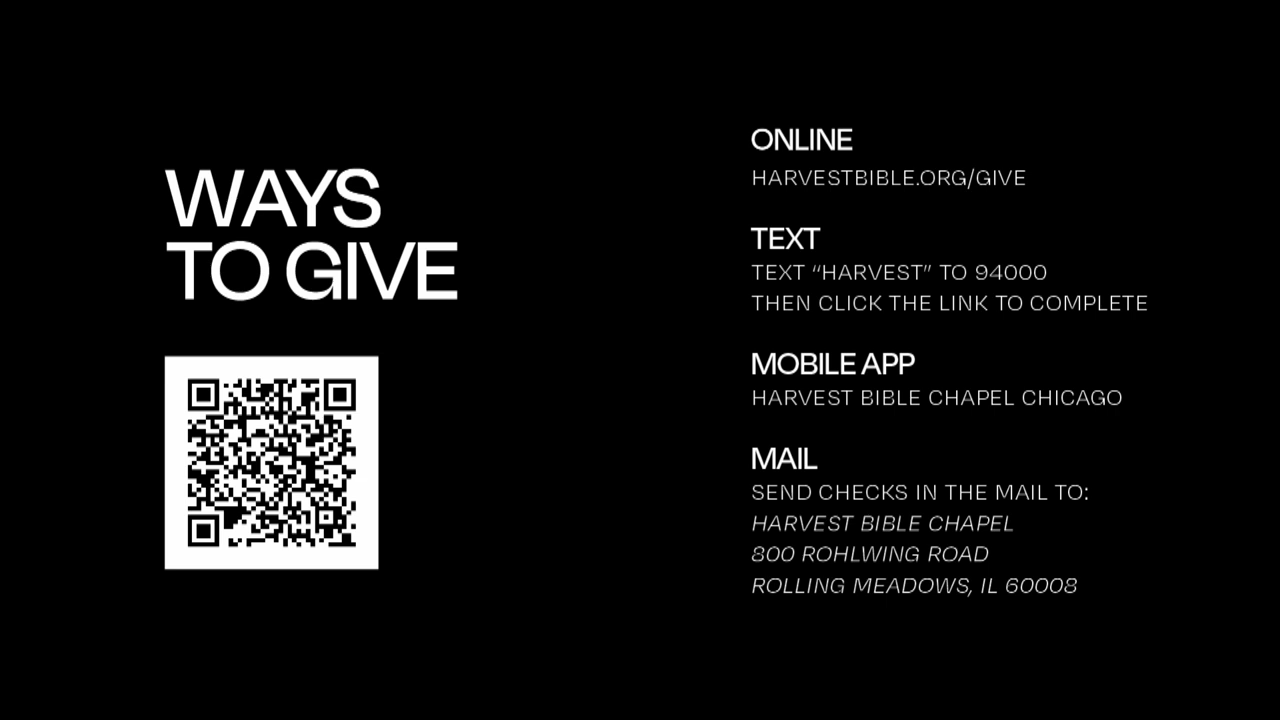 WAYS
TO GIVE
ONLINE
HARVESTBIBLE.ORG/GIVE
TEXT
TEXT “HARVEST” TO 94000
THEN CLICK THE LINK TO COMPLETE
MOBILE APP
HARVEST BIBLE CHAPEL CHICAGO
MAIL
SEND CHECKS IN THE MAIL TO:
HARVEST BIBLE CHAPEL
800 ROHLWING ROAD
ROLLING MEADOWS, IL 60008